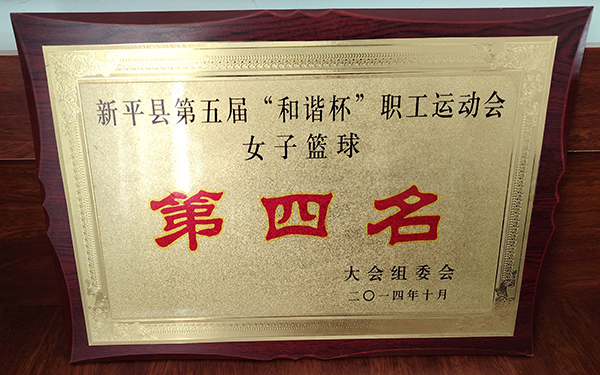 新平县第五届“和谐杯”职工运动会
女子篮球
第四名
大会组委会
二〇一四年十月